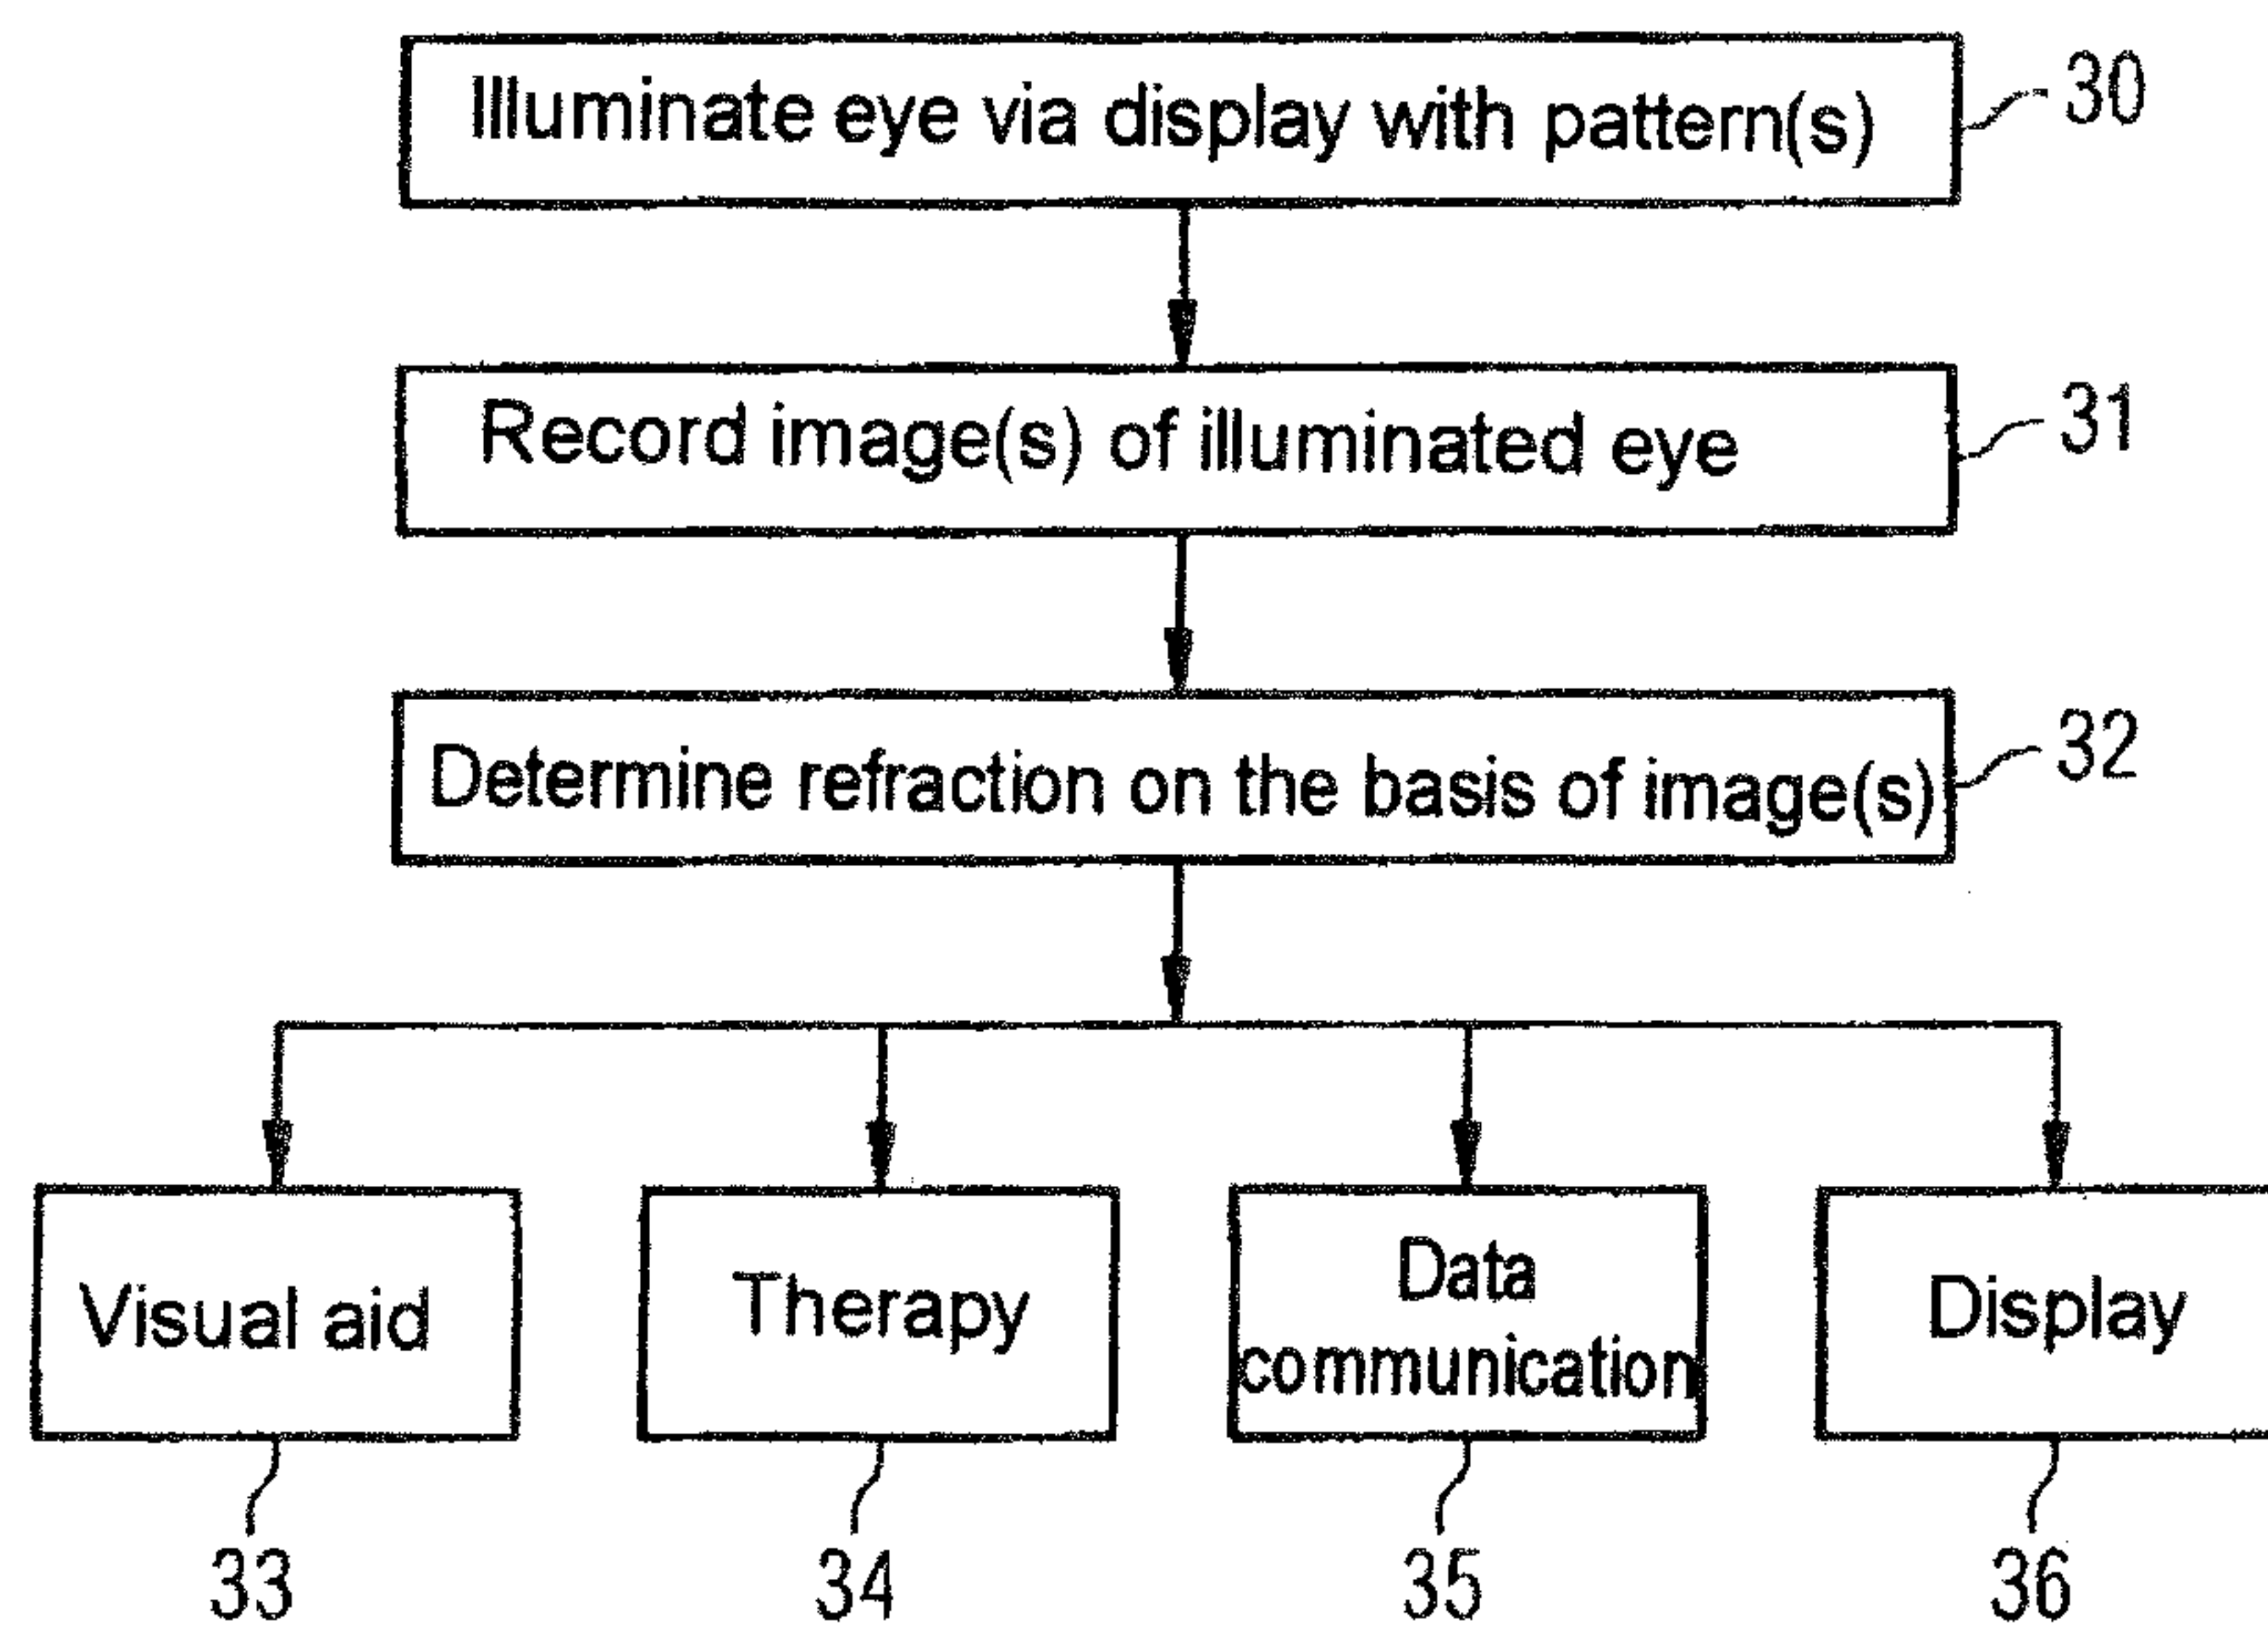 Illuminate eye via display with pattern(s)
30
Record image(s) of illuminated eye
31
Determine refraction on the basis of image(s)
32
Visual aid
Therapy
Data
communication
Display
33
34
35
36